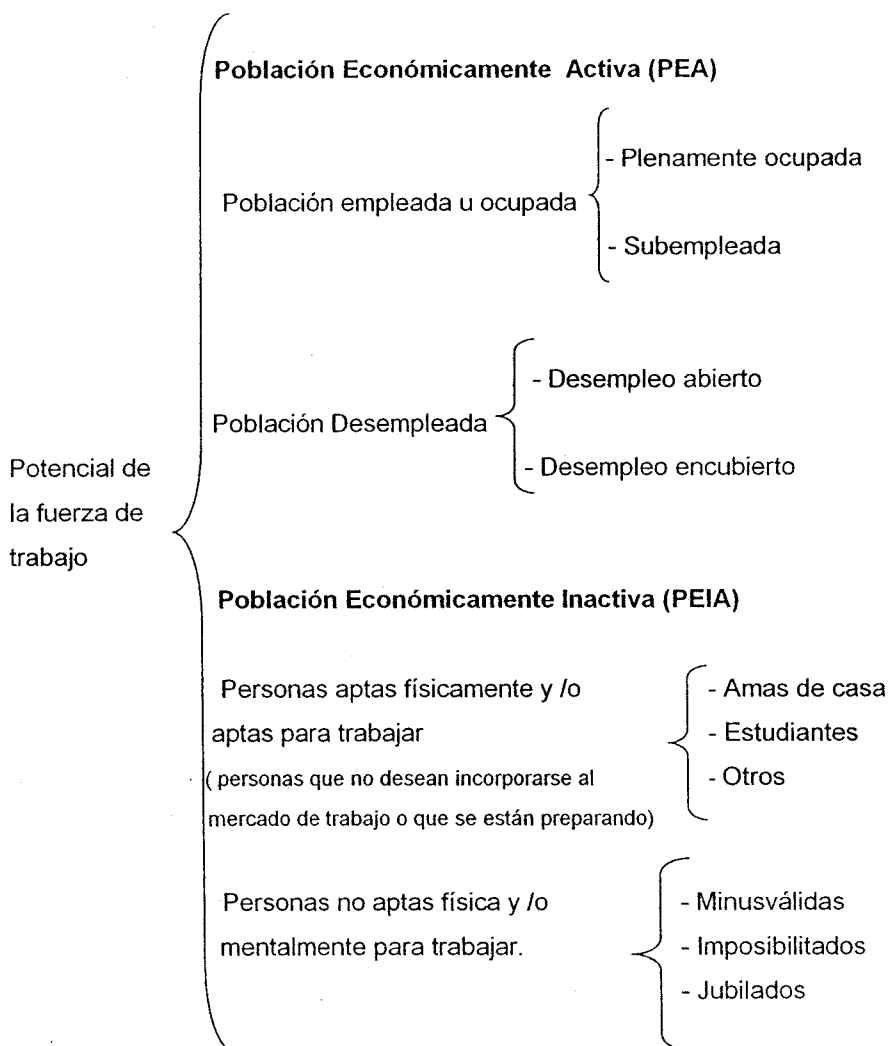 Población Económicamente Activa (PEA)
Población empleada u ocupada
- Plenamente ocupada
- Subempleada
Población Desempleada
- Desempleo abierto
- Desempleo encubierto
Potencial de
la fuerza de
trabajo
Población Económicamente Inactiva (PEIA)
Personas aptas físicamente y /o
aptas para trabajar
( personas que no desean incorporarse al
mercado de trabajo o que se están preparando)
- Amas de casa
- Estudiantes
- Otros
Personas no aptas física y /o
mentalmente para trabajar.
- Minusválidas
- Imposibilitados
- Jubilados